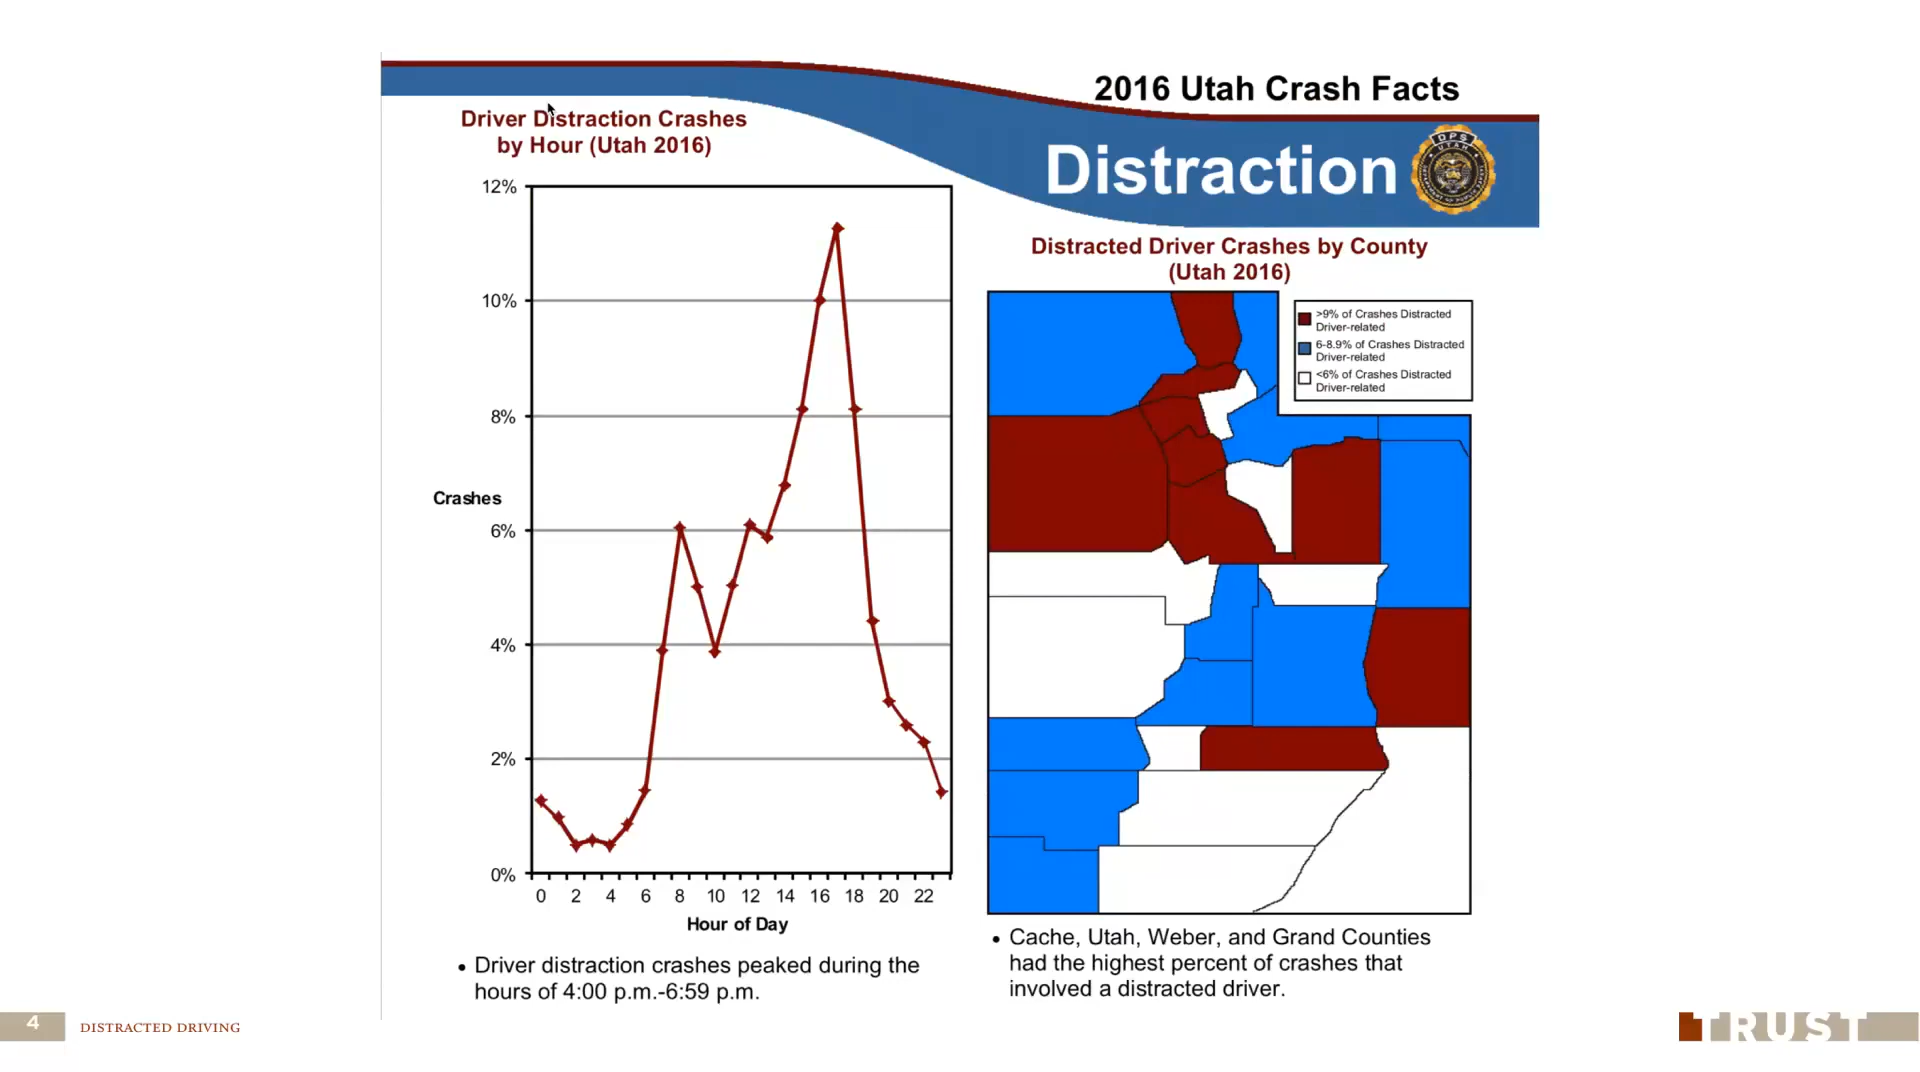 2016 Utah Crash Facts
Distraction
DPS
UTAH
Driver Distraction Crashes
by Hour (Utah 2016)
12%
10%
8%
Crashes
6%
4%
2%
0%
0 2 4 6 8 10 12 14 16 18 20 22
Hour of Day
• Driver distraction crashes peaked during the
hours of 4:00 p.m.-6:59 p.m.
Distracted Driver Crashes by County
(Utah 2016)
>9% of Crashes Distracted
Driver-related
6-8.9% of Crashes Distracted
Driver-related
<6% of Crashes Distracted
Driver-related
• Cache, Utah, Weber, and Grand Counties
had the highest percent of crashes that
involved a distracted driver.
4
DISTRACTED DRIVING
TRUST